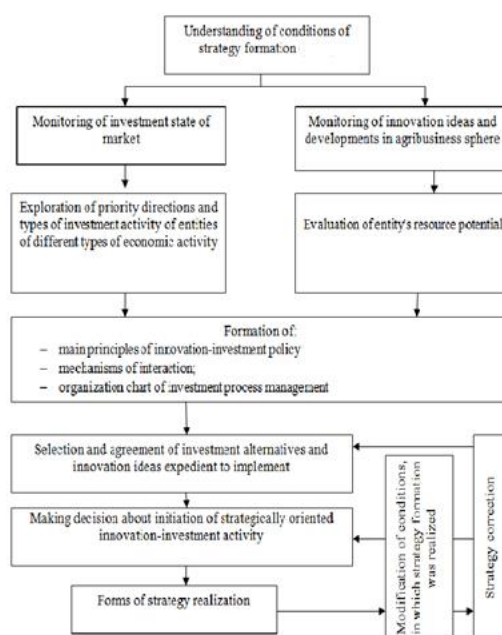 Understanding of conditions of
strategy formation
Monitoring of investment state of
market
Monitoring of innovation ideas and
developments in agribusiness sphere
Exploration of priority directions and
types of investment activity of entities
of different types of economic activity
Evaluation of entity's resource potential
Formation of:
– main principles of innovation-investment policy
– mechanisms of interaction;
– organization chart of investment process management
Selection and agreement of investment alternatives and
innovation ideas expedient to implement
Making decision about initiation of strategically oriented
innovation-investment activity
Forms of strategy realization
Modification of conditions,
in which strategy formation
was realized
Strategy correction